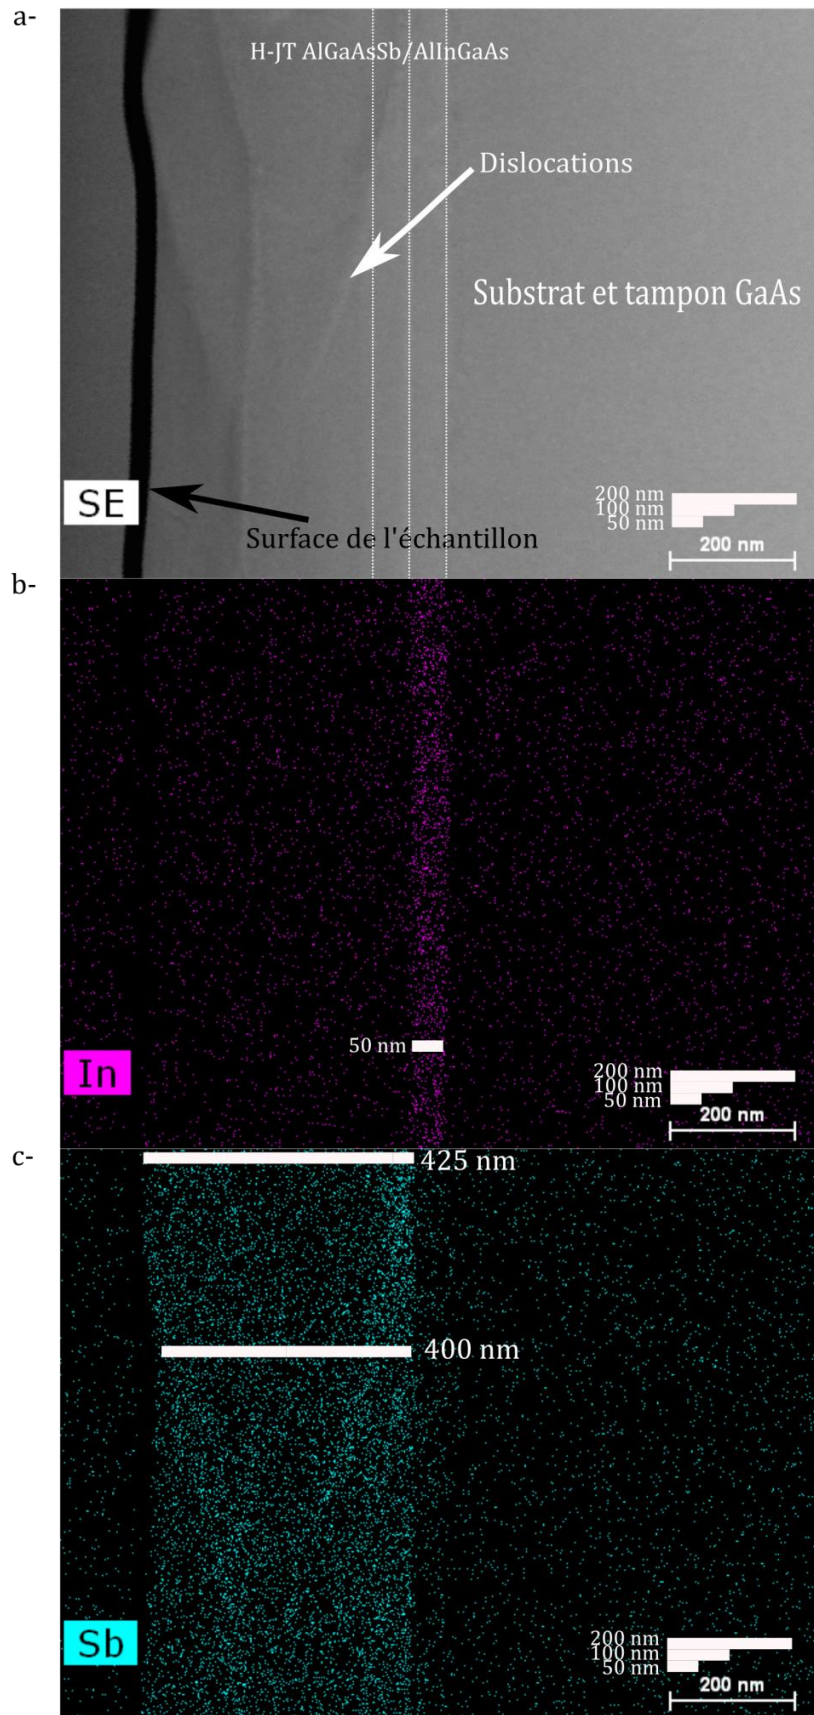 a-
H-JT AlGaAsSb/AlInGaAs
Dislocations
Substrat et tampon GaAs
SE
Surface de l'échantillon
200 nm
100 nm
50 nm
200 nm
b-
50 nm
In
200 nm
100 nm
50 nm
200 nm
c-
425 nm
400 nm
Sb
200 nm
100 nm
50 nm
200 nm